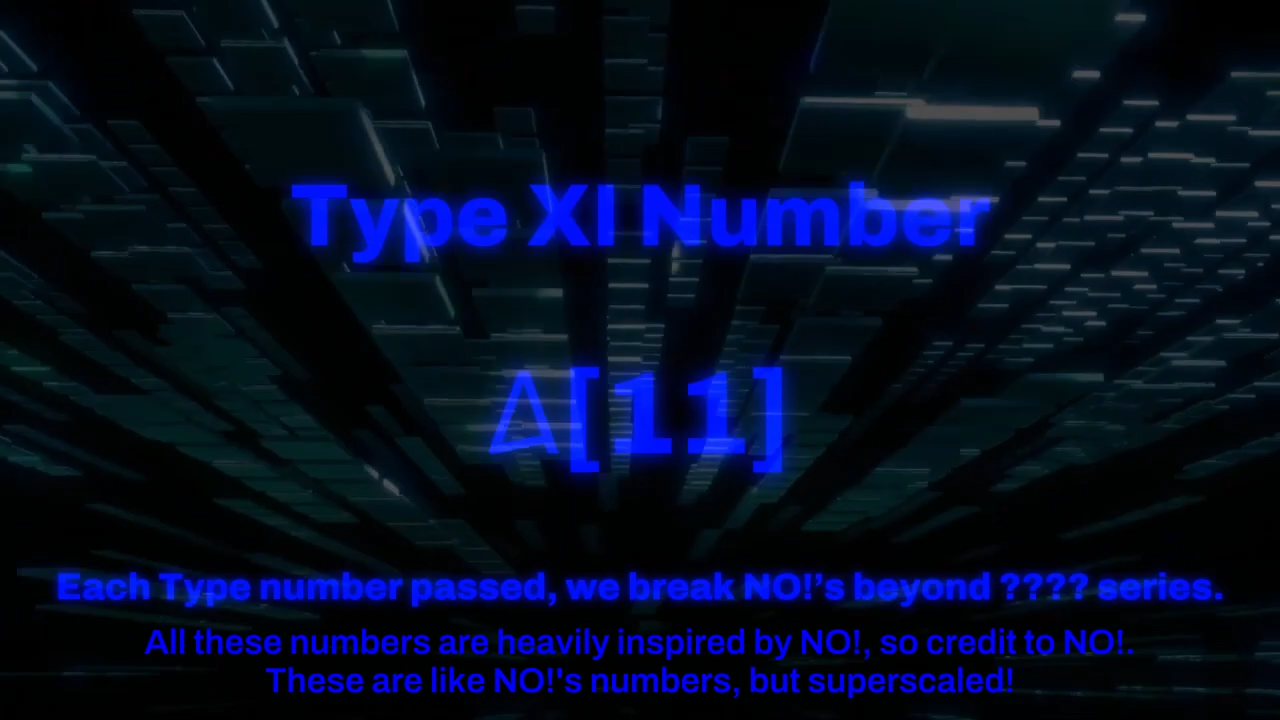 Type XI Number
Δ[11]
Each Type number passed, we break NO!’s beyond ???? series.
All these numbers are heavily inspired by NO!, so credit to NO!.
These are like NO!'s numbers, but superscaled!